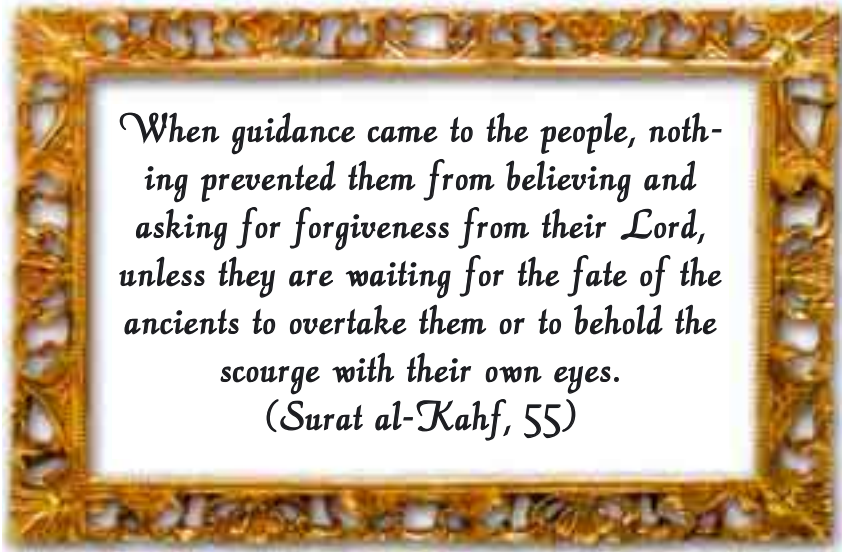 When guidance came to the people, noth-
ing prevented them from believing and
asking for forgiveness from their Lord,
unless they are waiting for the fate of the
ancients to overtake them or to behold the
scourge with their own eyes.
(Surat al-Kahf, 55)